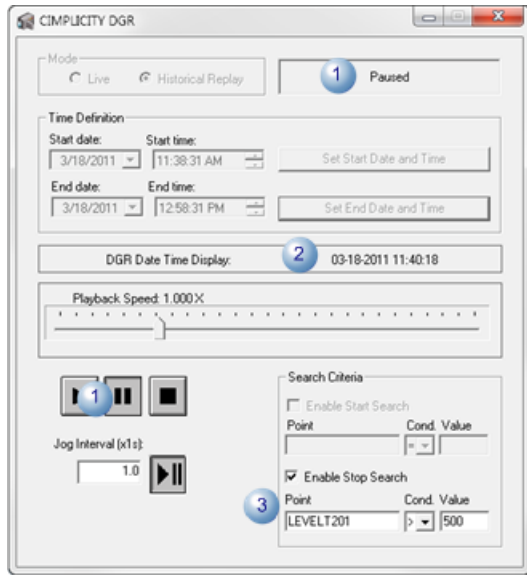 CIMPLICITY DGR
Mode
Live Historical Replay
1 Paused
Time Definition
Start date: Start time:
3/18/2011 11:38:31 AM Set Start Date and Time
End date: End time:
3/18/2011 12:58:31 PM Set End Date and Time
DGR Date Time Display: 2 03-18-2011 11:40:18
Playback Speed: 1.000X
1
Jog Interval (x1s):
1.0
Search Criteria
Enable Start Search
Point Cond. Value
=
Enable Stop Search
3 Point Cond. Value
LEVELT201 > 500